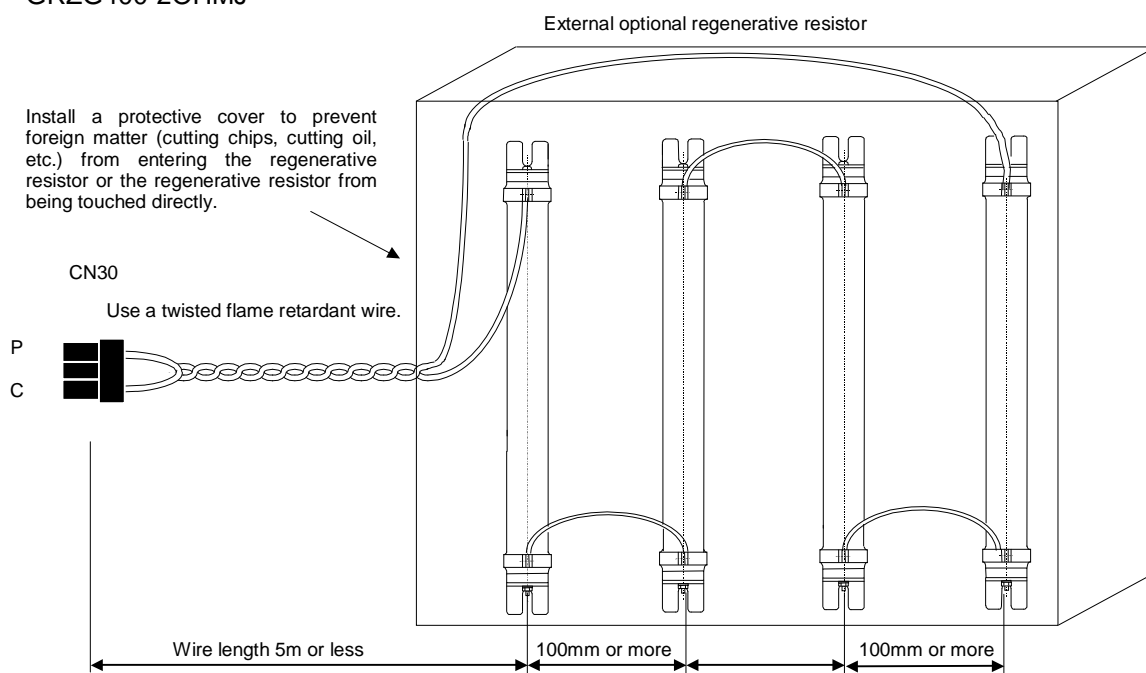 External optional regenerative resistor
Install a protective cover to prevent
foreign matter (cutting chips, cutting oil,
etc.) from entering the regenerative
resistor or the regenerative resistor from
being touched directly.
CN30
Use a twisted flame retardant wire.
P
C
Wire length 5m or less
100mm or more
100mm or more